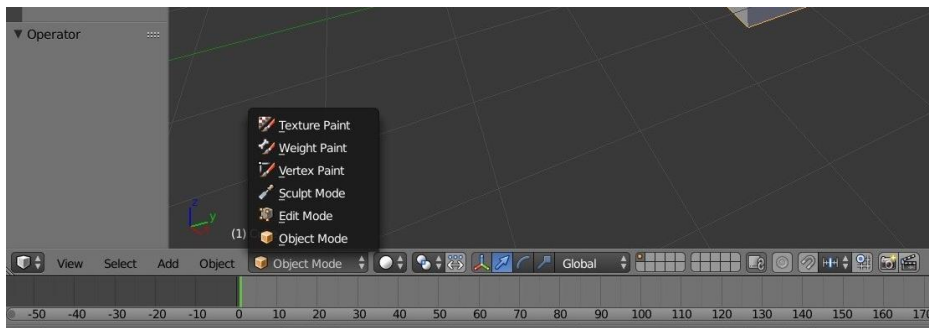 ▼ Operator
Texture Paint
Weight Paint
Vertex Paint
Sculpt Mode
Edit Mode
Object Mode
z
y
(1)
View Select Add Object Object Mode Global
-50 -40 -30 -20 -10 0 10 20 30 40 50 60 70 80 90 100 110 120 130 140 150 160 170